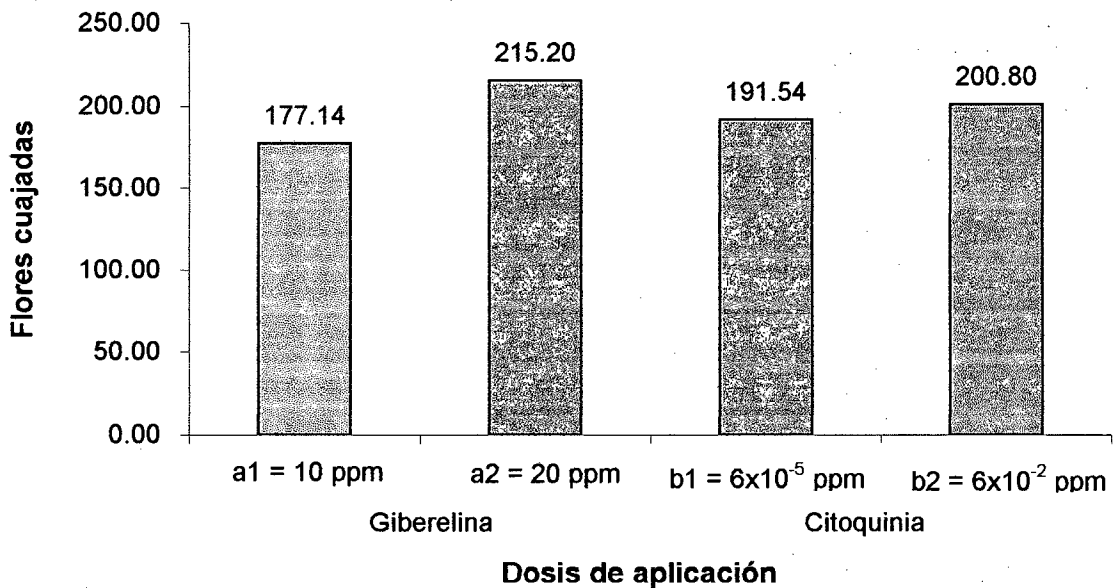 250.00
200.00
150.00
100.00
50.00
0.00
Flores cuajadas
177.14
215.20
191.54
200.80
a1 = 10 ppm
a2 = 20 ppm
b1 = 6x10⁻⁵ ppm
b2 = 6x10⁻² ppm
Giberelina
Citoquinia
Dosis de aplicación